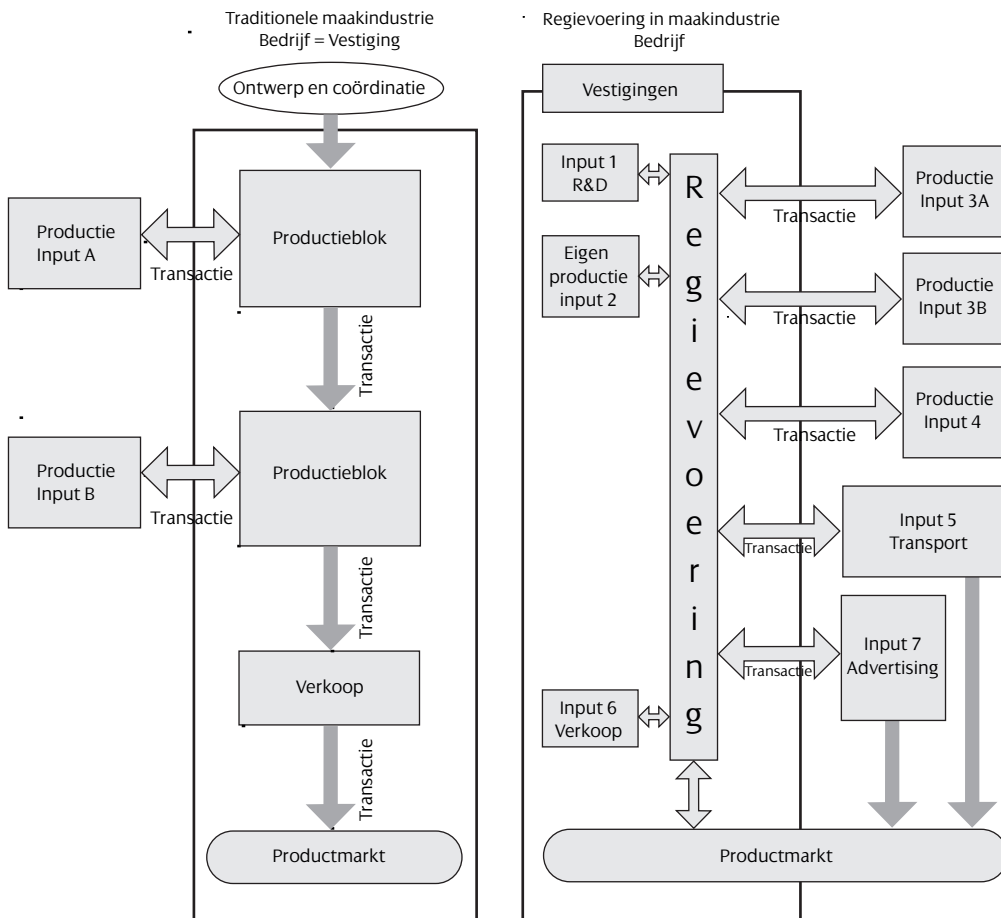 Traditionele maakindustrie
Bedrijf = Vestiging
Ontwerp en coördinatie
Productie
Input A
Transactie
Productieblok
Transactie
Productie
Input B
Transactie
Productieblok
Transactie
Verkoop
Transactie
Productmarkt
Regievoering in maakindustrie
Bedrijf
Vestigingen
Input 1
R&D
Eigen
productie
input 2
Input 6
Verkoop
Regievoering
Transactie
Productie
Input 3A
Transactie
Productie
Input 3B
Transactie
Productie
Input 4
Transactie
Input 5
Transport
Transactie
Input 7
Advertising
Productmarkt